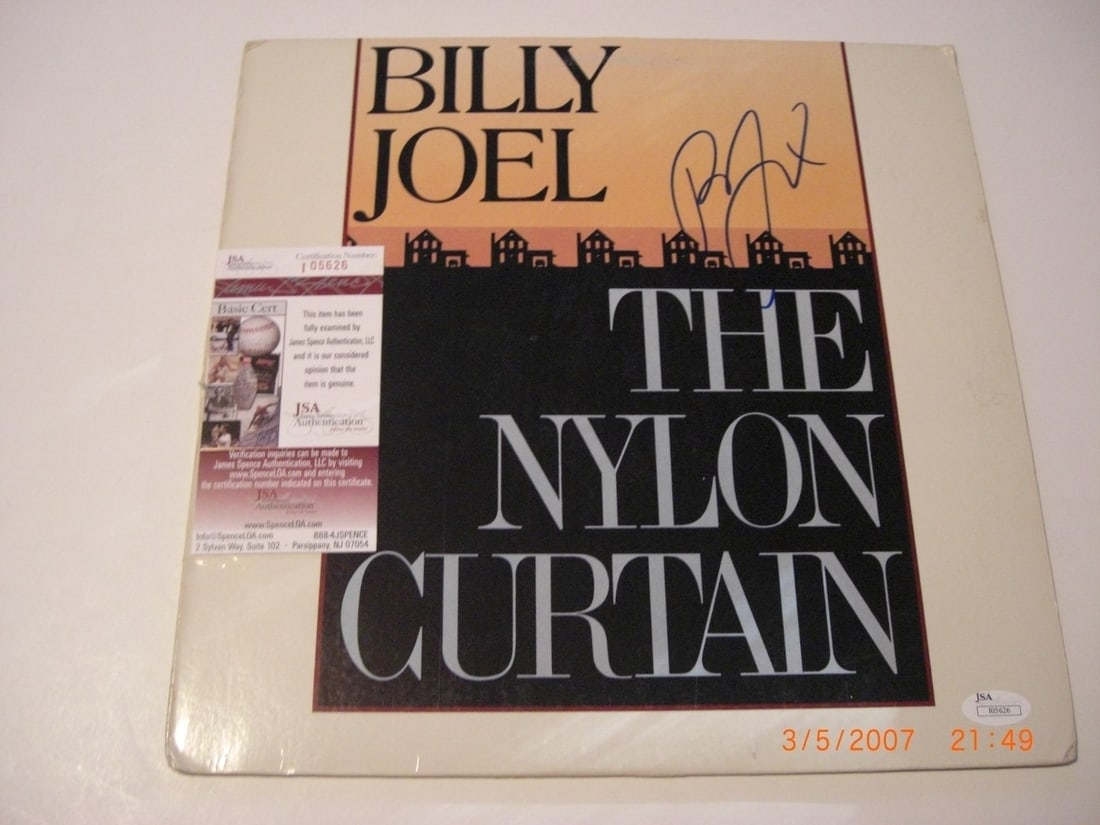 BILLY
JOEL
JSA
Authentication
Certification Number:
I 05626
Basic Cert
This item has been
fully examined by
James Spence Authentication, LLC
and it is our considered
opinion that the
item is genuine.
JSA
Authentication
Verification inquiries can be made to
James Spence Authentication, LLC by visiting
www.SpenceLOA.com and entering
the certification number indicated on this certificate.
JSA
Authentication
www.SpenceLOA.com
Info@SpenceLOA.com 888-4JSPENCE
2 Sylvan Way, Suite 102 · Parsippany, NJ 07054
THE
NYLON
CURTAIN
JSA
I05626
3/5/2007 21:49